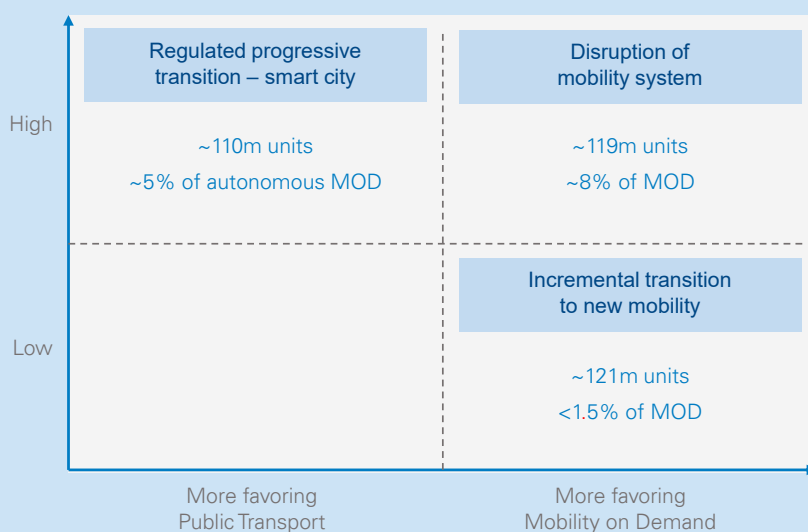 Regulated progressive
transition – smart city
Disruption of
mobility system
High
~110m units
~5% of autonomous MOD
~119m units
~8% of MOD
Incremental transition
to new mobility
Low
~121m units
<1.5% of MOD
More favoring
Public Transport
More favoring
Mobility on Demand